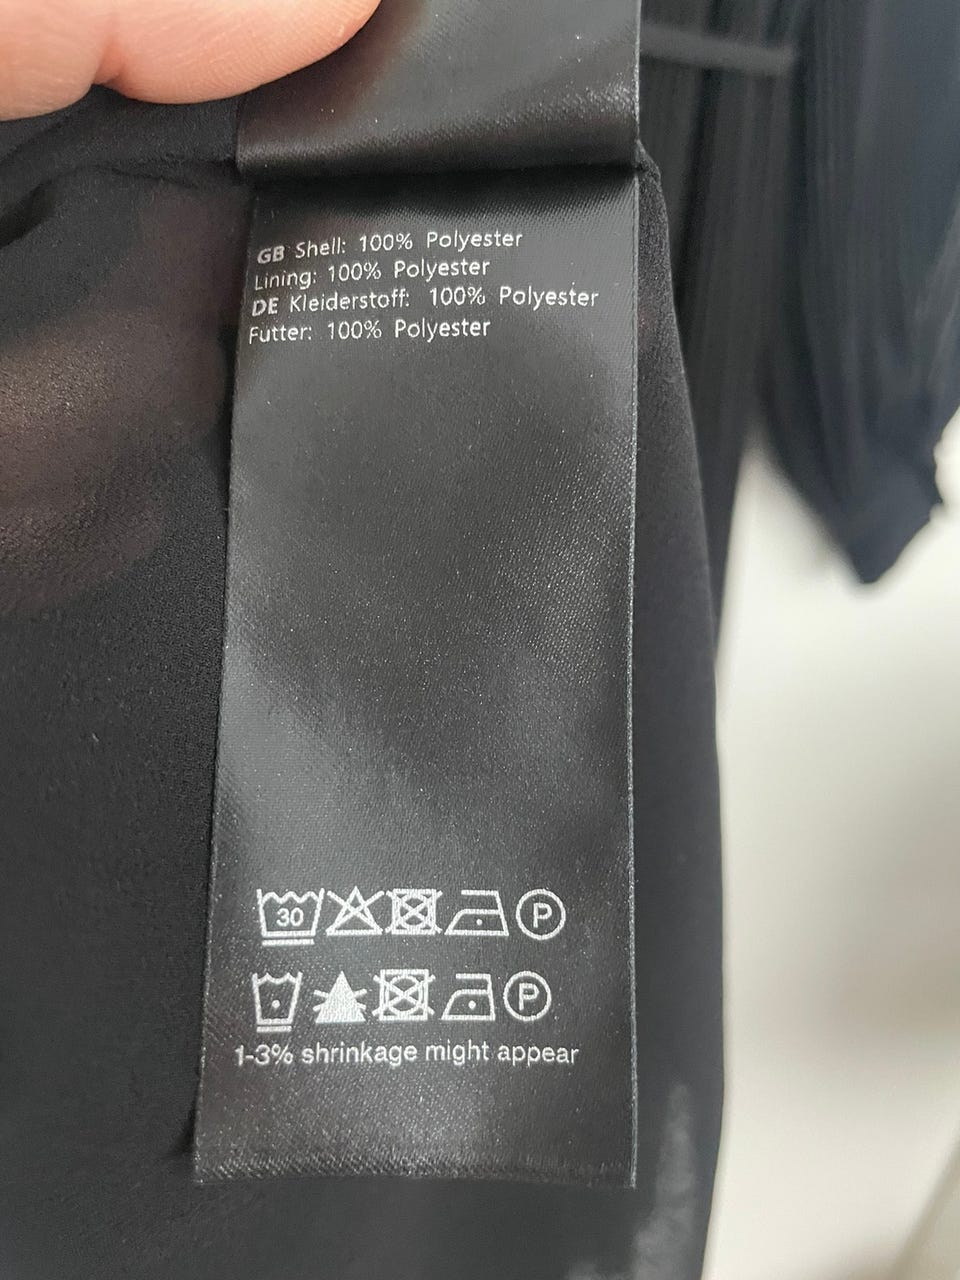 GB Shell: 100% Polyester
Lining: 100% Polyester
DE Kleiderstoff: 100% Polyester
Futter: 100% Polyester
30 P
P
1-3% shrinkage might appear